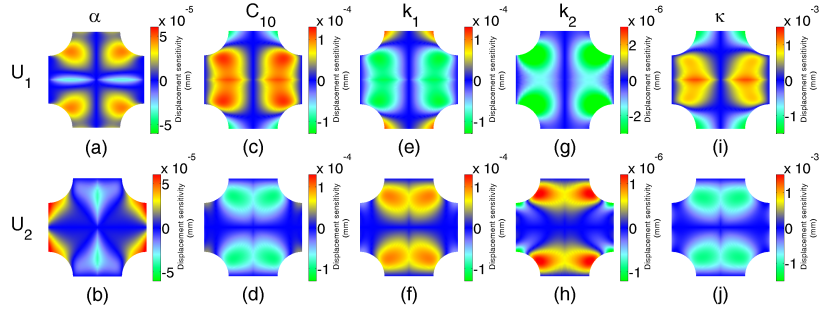 α C10 k1 k2 κ
x 10-5 x 10-4 x 10-4 x 10-6 x 10-3
U1
5 0 -5 Displacement sensitivity (mm)
1 0 -1 Displacement sensitivity (mm)
1 0 -1 Displacement sensitivity (mm)
2 0 -2 Displacement sensitivity (mm)
1 0 -1 Displacement sensitivity (mm)
(a) (c) (e) (g) (i)
x 10-5 x 10-4 x 10-4 x 10-6 x 10-3
U2
5 0 -5 Displacement sensitivity (mm)
1 0 -1 Displacement sensitivity (mm)
1 0 -1 Displacement sensitivity (mm)
2 0 -2 Displacement sensitivity (mm)
1 0 -1 Displacement sensitivity (mm)
(b) (d) (f) (h) (j)